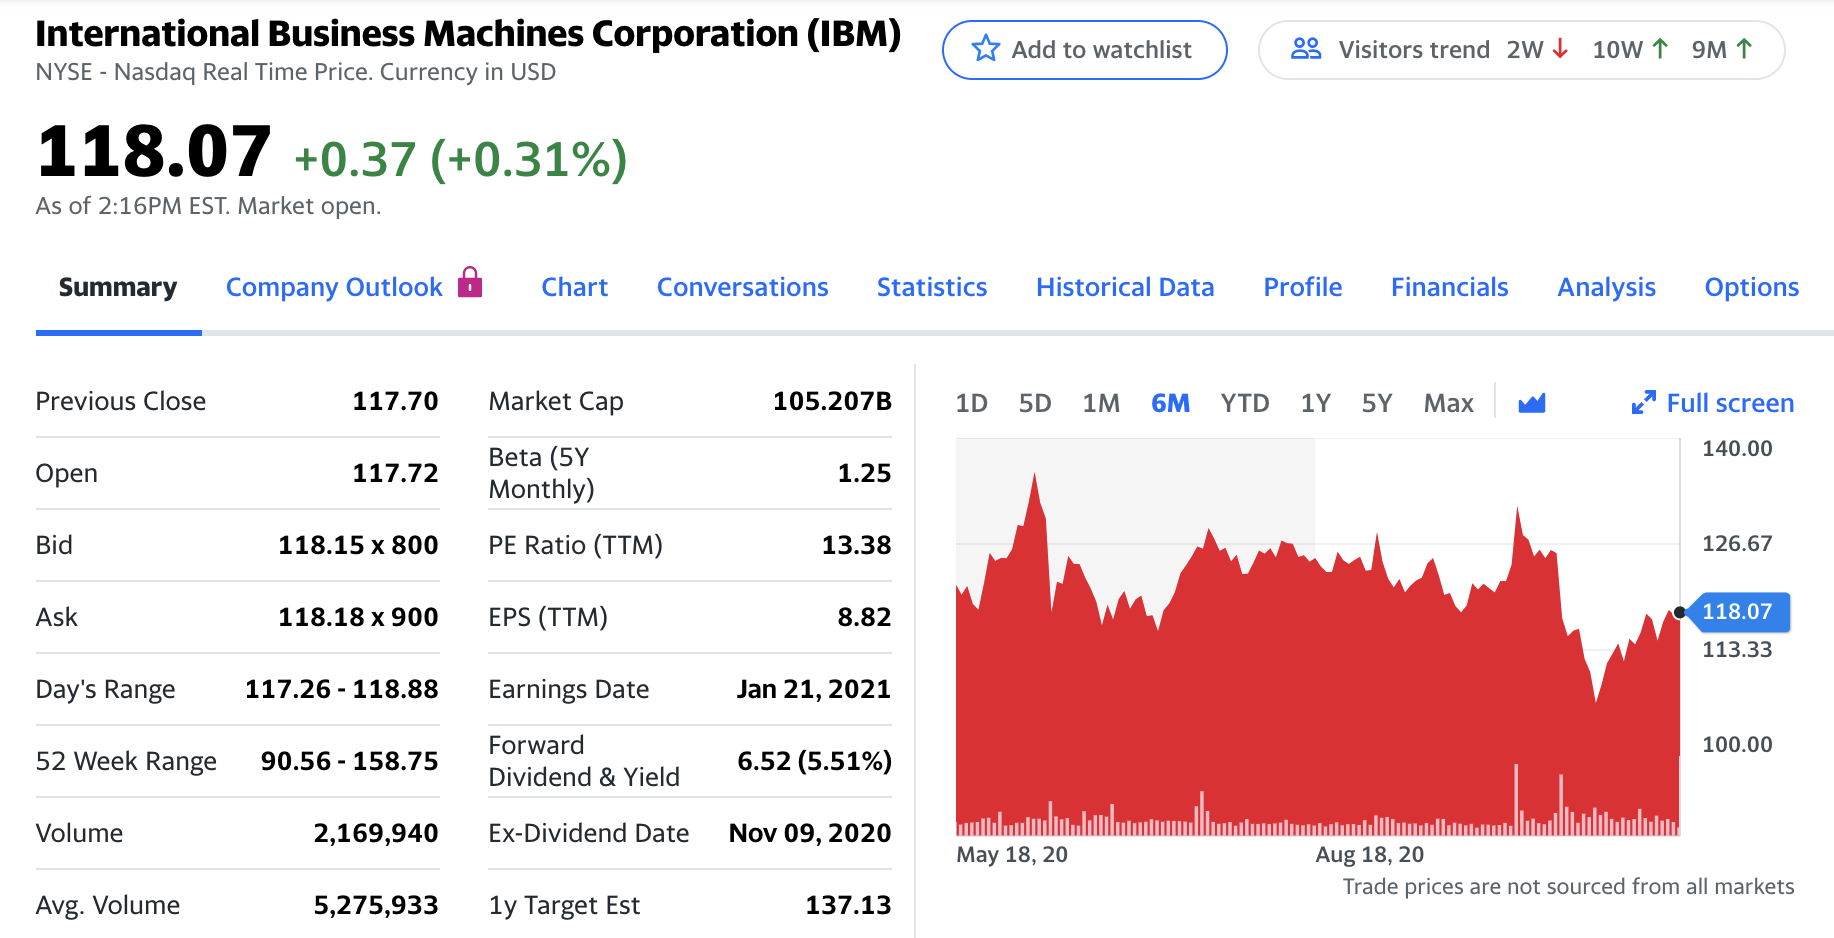 International Business Machines Corporation (IBM)
NYSE - Nasdaq Real Time Price. Currency in USD
Add to watchlist
Visitors trend 2W ↓ 10W ↑ 9M ↑
118.07 +0.37 (+0.31%)
As of 2:16PM EST. Market open.
Summary Company Outlook Chart Conversations Statistics Historical Data Profile Financials Analysis Options
Previous Close 117.70
Open 117.72
Bid 118.15 x 800
Ask 118.18 x 900
Day's Range 117.26 - 118.88
52 Week Range 90.56 - 158.75
Volume 2,169,940
Avg. Volume 5,275,933
Market Cap 105.207B
Beta (5Y
Monthly) 1.25
PE Ratio (TTM) 13.38
EPS (TTM) 8.82
Earnings Date Jan 21, 2021
Forward
Dividend & Yield 6.52 (5.51%)
Ex-Dividend Date Nov 09, 2020
1y Target Est 137.13
1D 5D 1M 6M YTD 1Y 5Y Max Full screen
140.00
126.67
118.07
113.33
100.00
May 18, 20 Aug 18, 20
Trade prices are not sourced from all markets